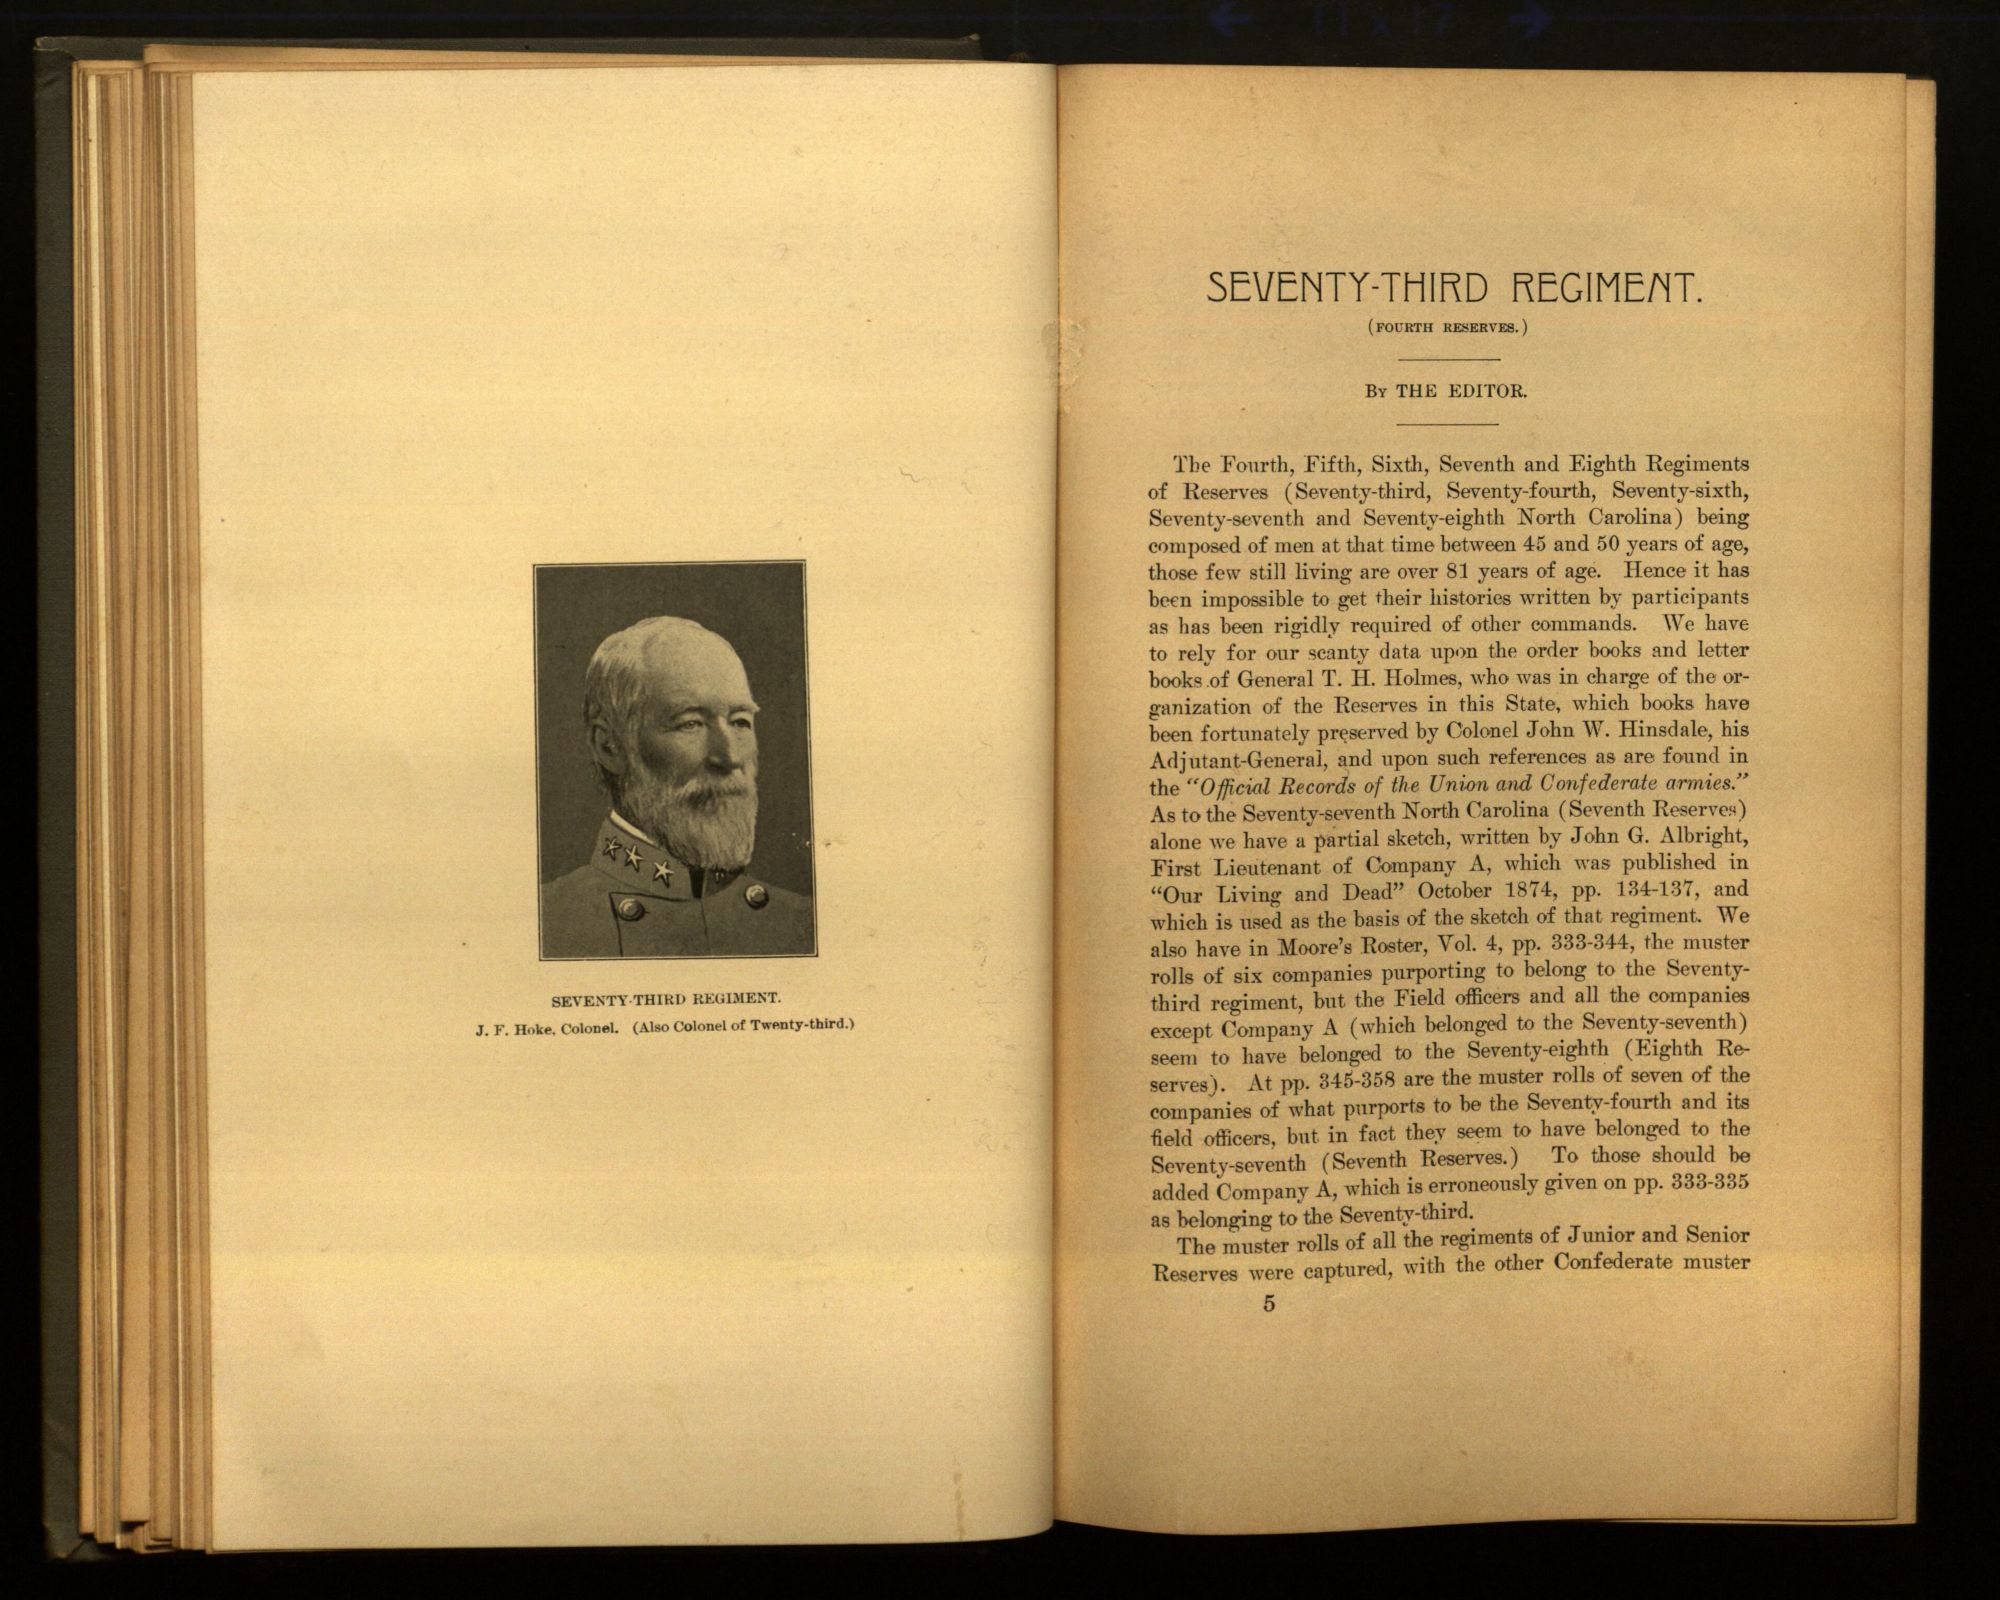 ← 11 x 17 →
SEVENTY-THIRD REGIMENT.
J. F. Hoke, Colonel. (Also Colonel of Twenty-third.)
SEVENTY-THIRD REGIMENT.
(FOURTH RESERVES.)
By THE EDITOR.
The Fourth, Fifth, Sixth, Seventh and Eighth Regiments
of Reserves (Seventy-third, Seventy-fourth, Seventy-sixth,
Seventy-seventh and Seventy-eighth North Carolina) being
composed of men at that time between 45 and 50 years of age,
those few still living are over 81 years of age. Hence it has
been impossible to get their histories written by participants
as has been rigidly required of other commands. We have
to rely for our scanty data upon the order books and letter
books of General T. H. Holmes, who was in charge of the or-
ganization of the Reserves in this State, which books have
been fortunately preserved by Colonel John W. Hinsdale, his
Adjutant-General, and upon such references as are found in
the "Official Records of the Union and Confederate armies."
As to the Seventy-seventh North Carolina (Seventh Reserves)
alone we have a partial sketch, written by John G. Albright,
First Lieutenant of Company A, which was published in
"Our Living and Dead" October 1874, pp. 134-137, and
which is used as the basis of the sketch of that regiment. We
also have in Moore's Roster, Vol. 4, pp. 333-344, the muster
rolls of six companies purporting to belong to the Seventy-
third regiment, but the Field officers and all the companies
except Company A (which belonged to the Seventy-seventh)
seem to have belonged to the Seventy-eighth (Eighth Re-
serves). At pp. 345-358 are the muster rolls of seven of the
companies of what purports to be the Seventy-fourth and its
field officers, but in fact they seem to have belonged to the
Seventy-seventh (Seventh Reserves.) To those should be
added Company A, which is erroneously given on pp. 333-335
as belonging to the Seventy-third.
The muster rolls of all the regiments of Junior and Senior
Reserves were captured, with the other Confederate muster
5